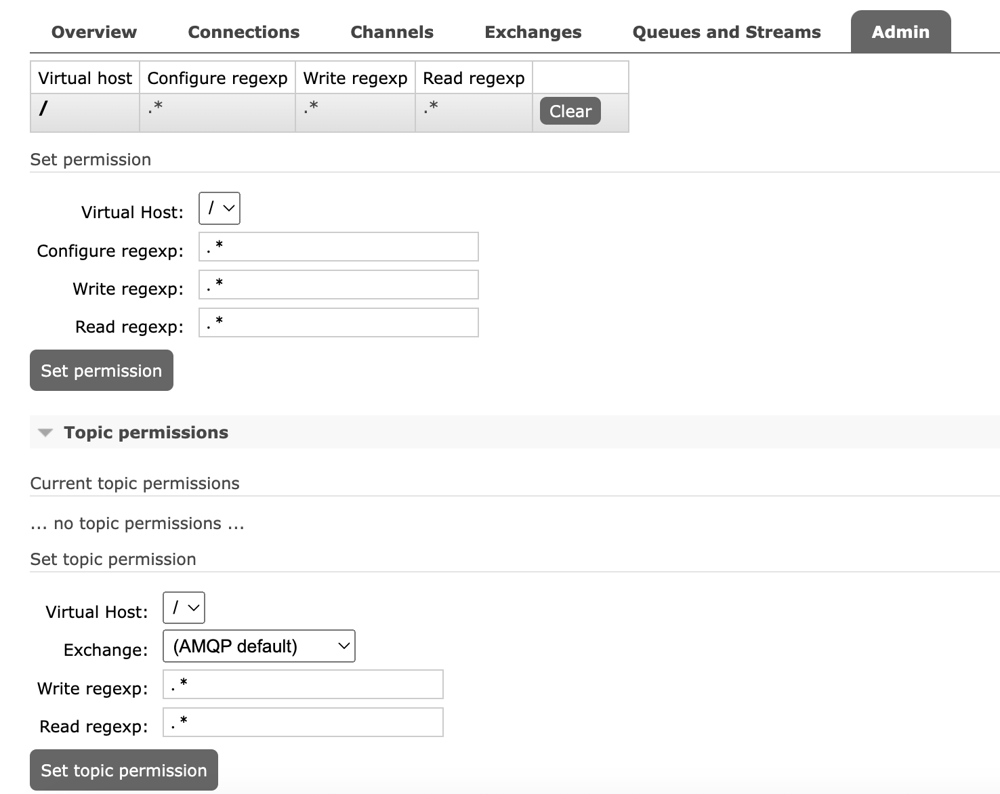 Overview Connections Channels Exchanges Queues and Streams Admin
Virtual host Configure regexp Write regexp Read regexp
/ .* .* .* Clear
Set permission
Virtual Host: /
Configure regexp: .*
Write regexp: .*
Read regexp: .*
Set permission
Topic permissions
Current topic permissions
... no topic permissions ...
Set topic permission
Virtual Host: /
Exchange: (AMQP default)
Write regexp: .*
Read regexp: .*
Set topic permission